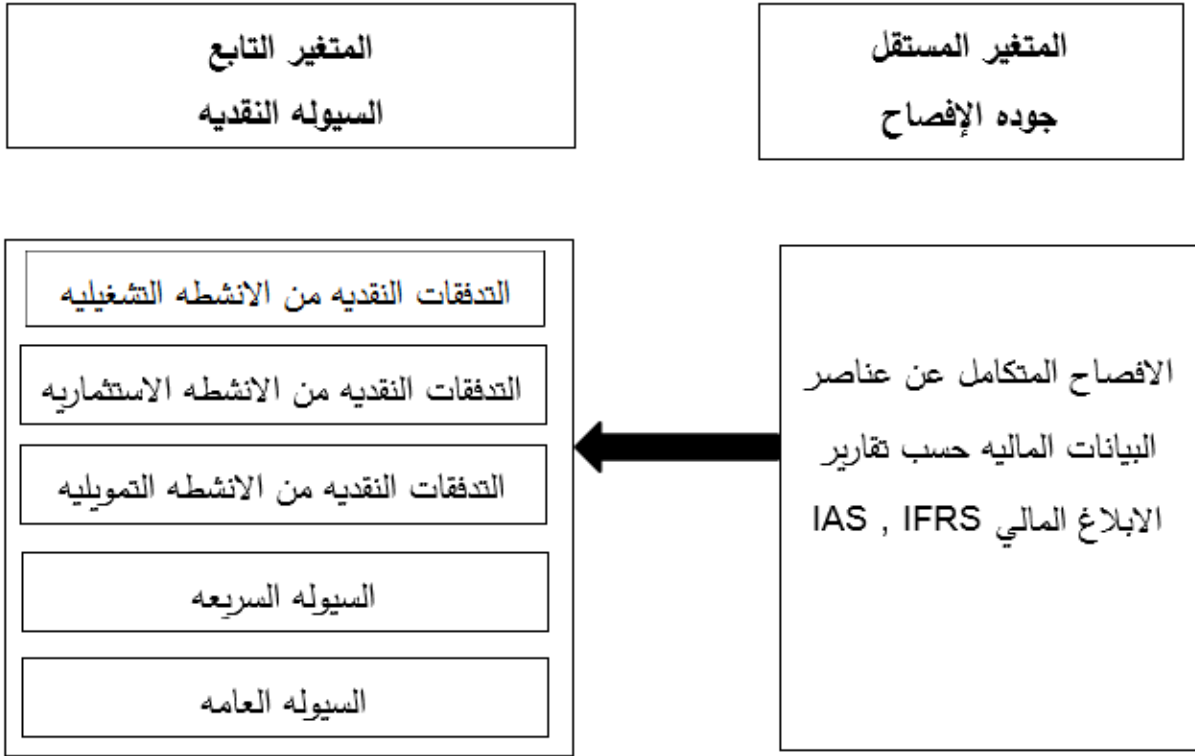 المتغير المستقل
جوده الإفصاح
المتغير التابع
السيوله النقديه
الافصاح المتكامل عن عناصر
البيانات الماليه حسب تقارير
الابلاغ المالي IAS , IFRS
التدفقات النقديه من الانشطه التشغيليه
التدفقات النقديه من الانشطه الاستثماريه
التدفقات النقديه من الانشطه التمويليه
السيوله السريعه
السيوله العامه